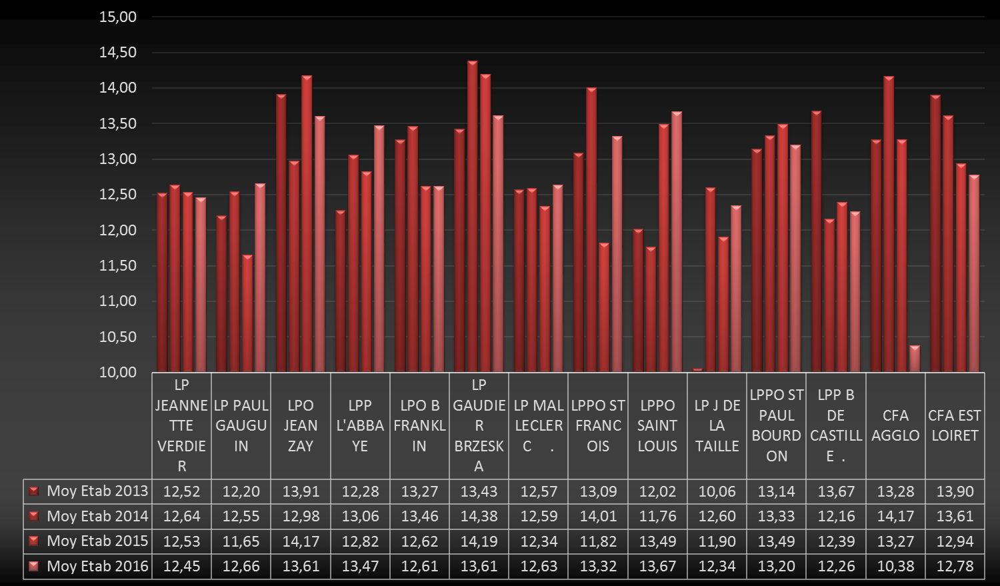 15,00
14,50
14,00
13,50
13,00
12,50
12,00
11,50
11,00
10,50
10,00
LP
JEANNE
TTE
VERDIE
R
LP PAUL
GAUGU
IN
LPO
JEAN
ZAY
LPP
L'ABBA
YE
LPO B
FRANKL
IN
LP
GAUDIE
R
BRZESK
A
LP MAL
LECLER
C .
LPPO ST
FRANC
OIS
LPPO
SAINT
LOUIS
LP J DE
LA
TAILLE
LPPO ST
PAUL
BOURD
ON
LPP B
DE
CASTILL
E .
CFA
AGGLO
CFA EST
LOIRET
Moy Etab 2013 12,52 12,20 13,91 12,28 13,27 13,43 12,57 13,09 12,02 10,06 13,14 13,67 13,28 13,90
Moy Etab 2014 12,64 12,55 12,98 13,06 13,46 14,38 12,59 14,01 11,76 12,60 13,33 12,16 14,17 13,61
Moy Etab 2015 12,53 11,65 14,17 12,82 12,62 14,19 12,34 11,82 13,49 11,90 13,49 12,39 13,27 12,94
Moy Etab 2016 12,45 12,66 13,61 13,47 12,61 13,61 12,63 13,32 13,67 12,34 13,20 12,26 10,38 12,78